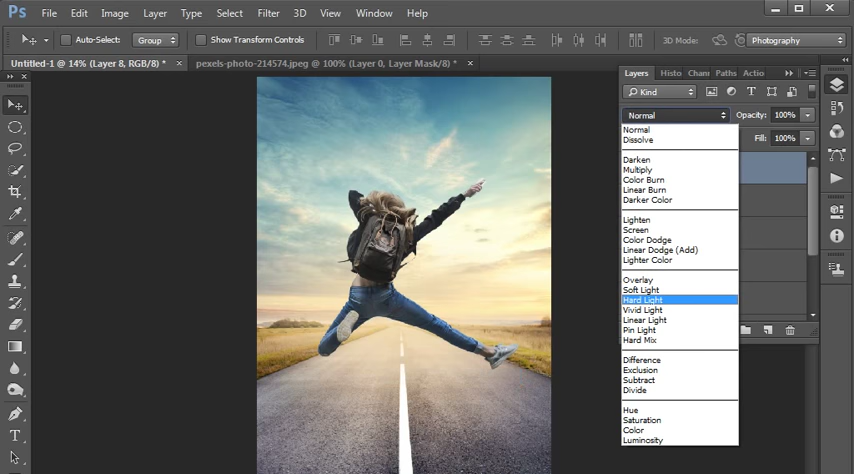 Ps File Edit Image Layer Type Select Filter 3D View Window Help
Auto-Select: Group Show Transform Controls 3D Mode: Photography
Untitled-1 @ 14% (Layer 8, RGB/8) * × pexels-photo-214574.jpeg @ 100% (Layer 0, Layer Mask/8) * ×
Layers Histo Chann Paths Actio
Kind
Normal Opacity: 100%
Fill: 100%
Normal
Dissolve
Darken
Multiply
Color Burn
Linear Burn
Darker Color
Lighten
Screen
Color Dodge
Linear Dodge (Add)
Lighter Color
Overlay
Soft Light
Hard Light
Vivid Light
Linear Light
Pin Light
Hard Mix
Difference
Exclusion
Subtract
Divide
Hue
Saturation
Color
Luminosity